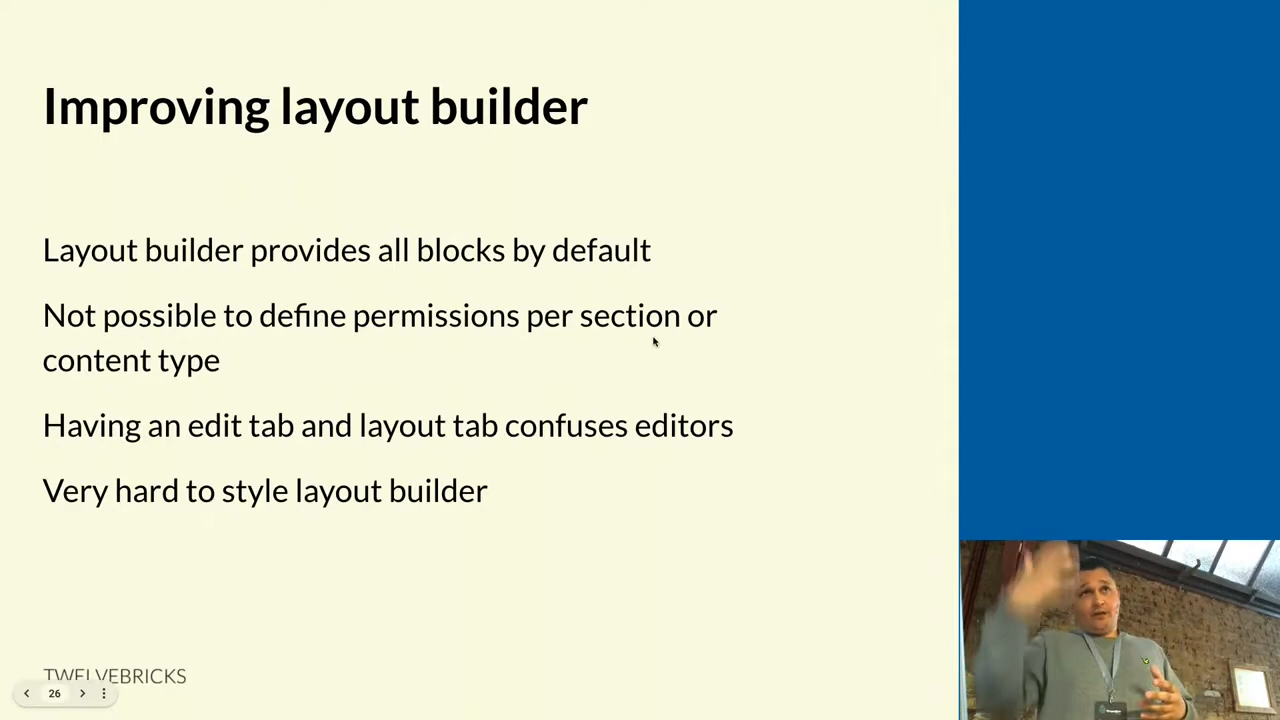 Improving layout builder
Layout builder provides all blocks by default
Not possible to define permissions per section or
content type
Having an edit tab and layout tab confuses editors
Very hard to style layout builder
TWELVEBRICKS
26